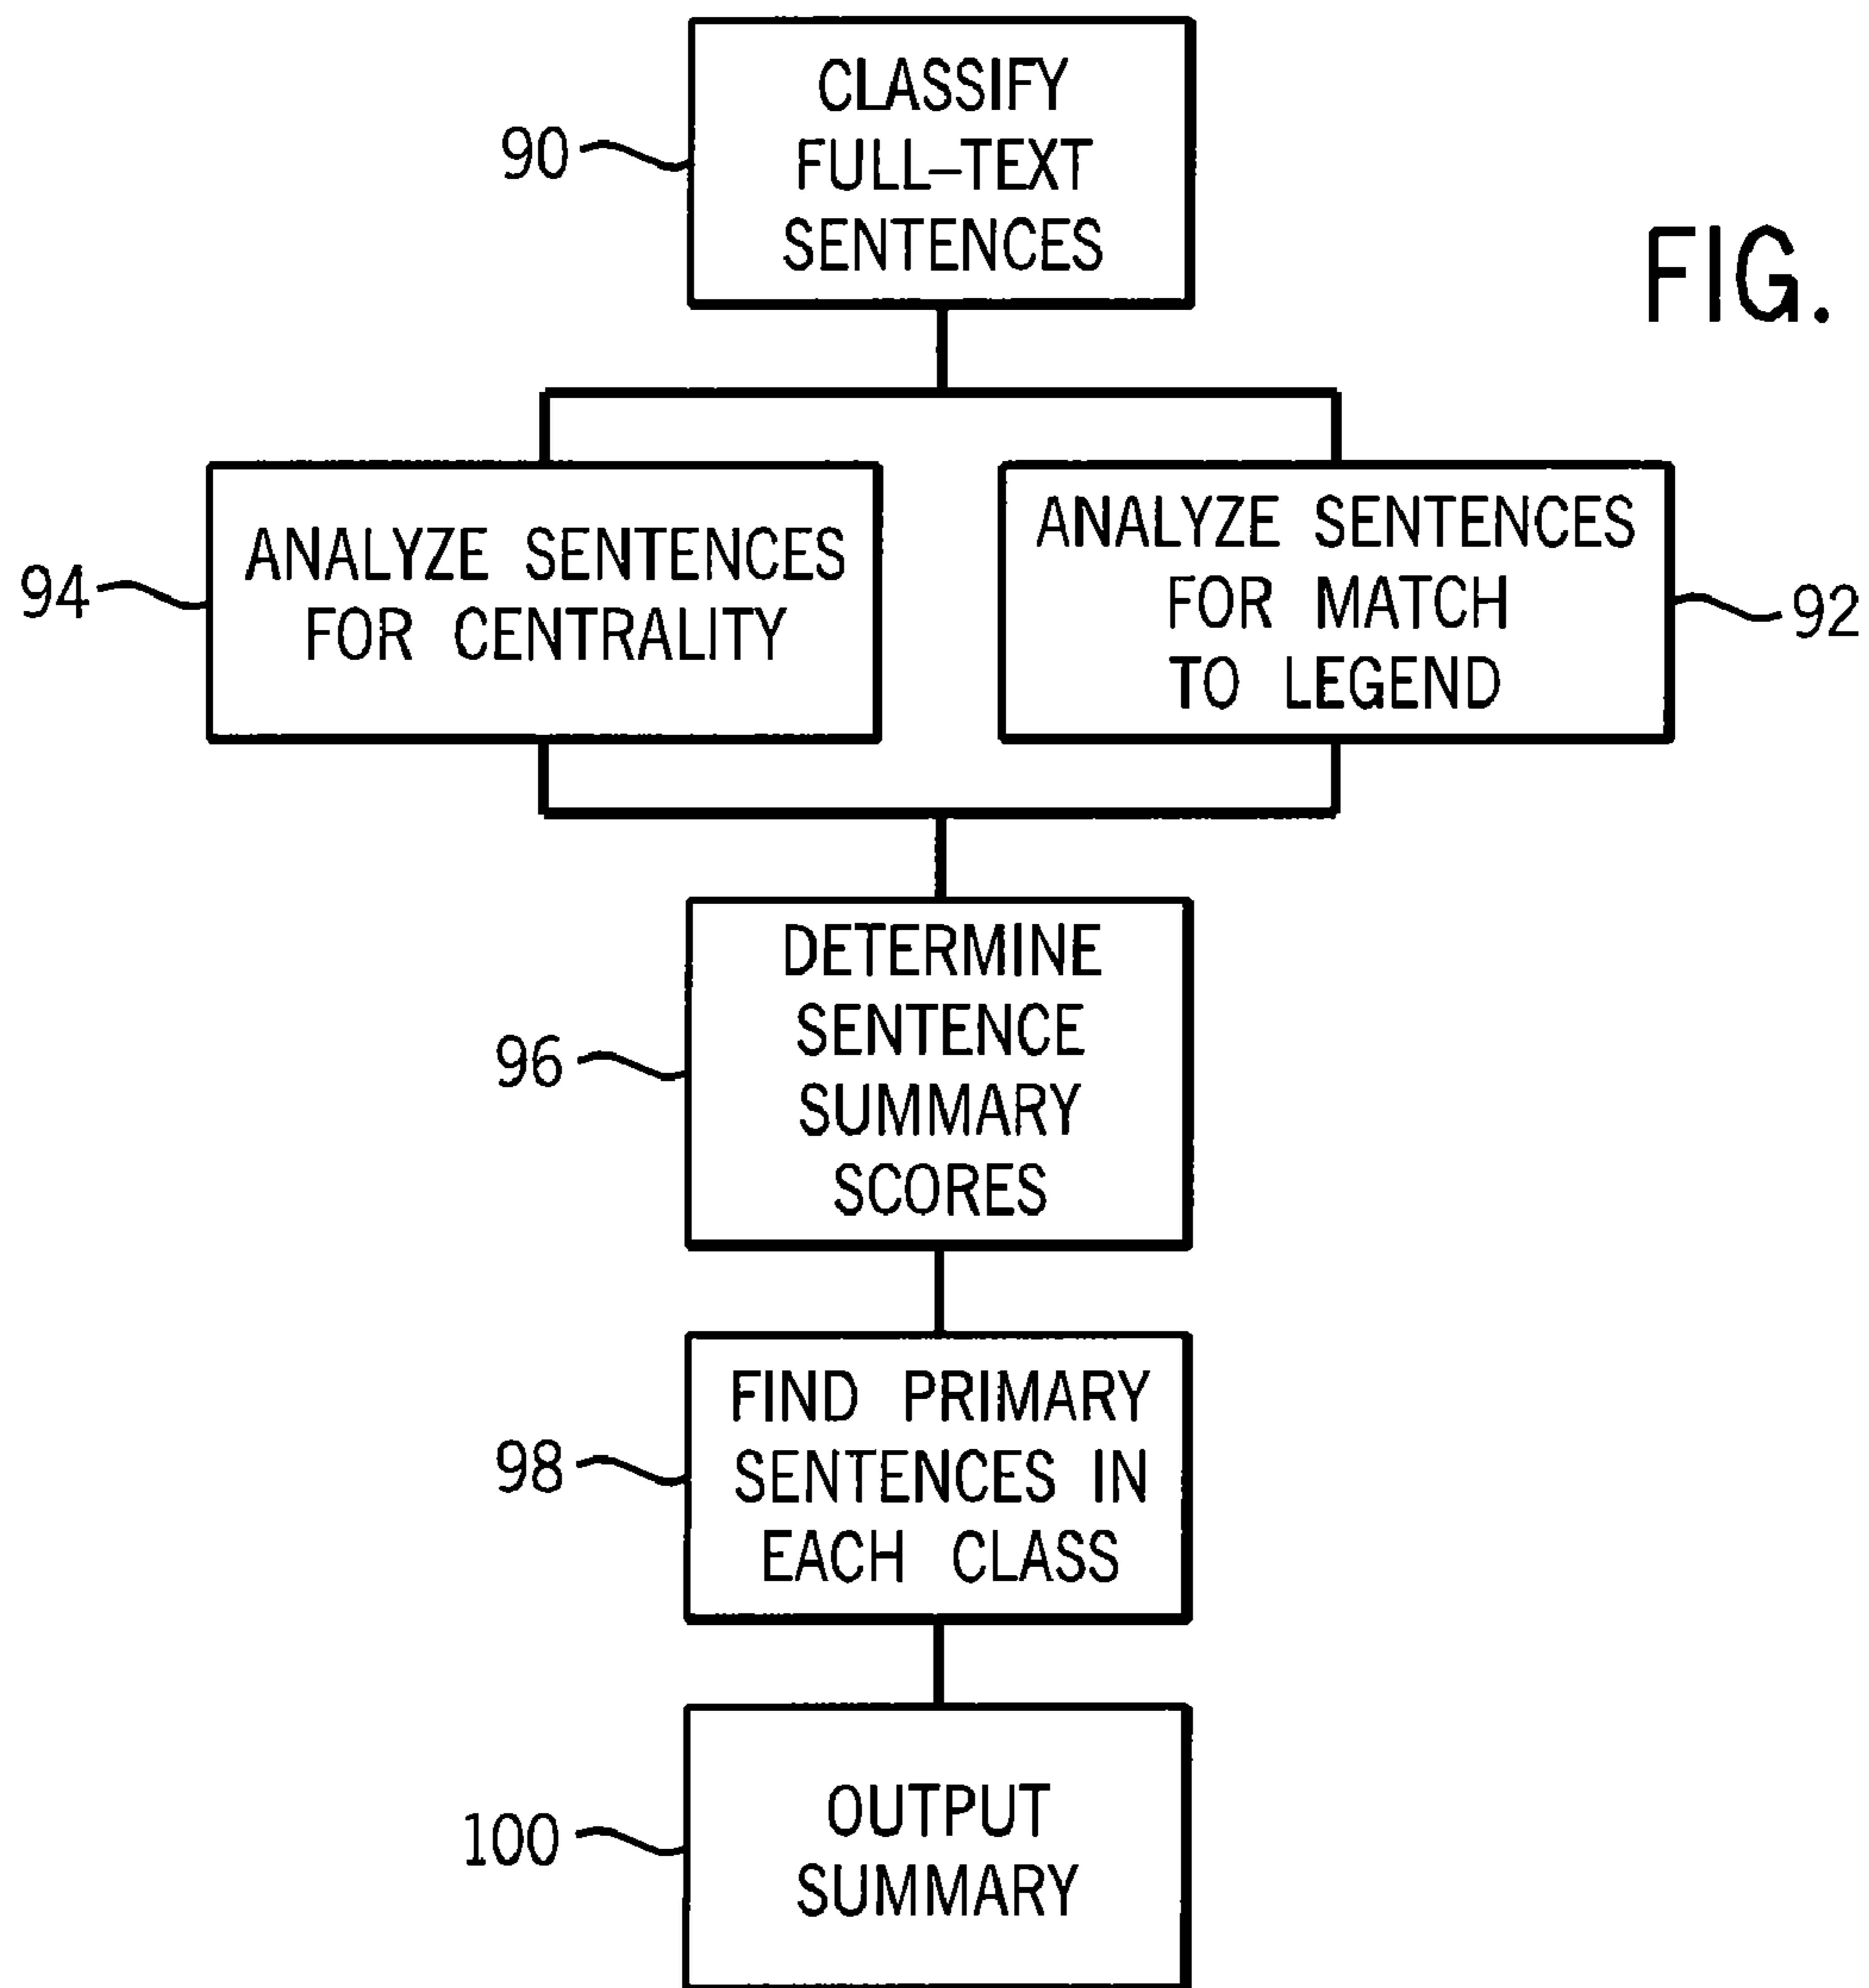 CLASSIFY
FULL-TEXT
SENTENCES
90
FIG.
ANALYZE SENTENCES
FOR CENTRALITY
94
ANALYZE SENTENCES
FOR MATCH
TO LEGEND
92
DETERMINE
SENTENCE
SUMMARY
SCORES
96
FIND PRIMARY
SENTENCES IN
EACH CLASS
98
OUTPUT
SUMMARY
100